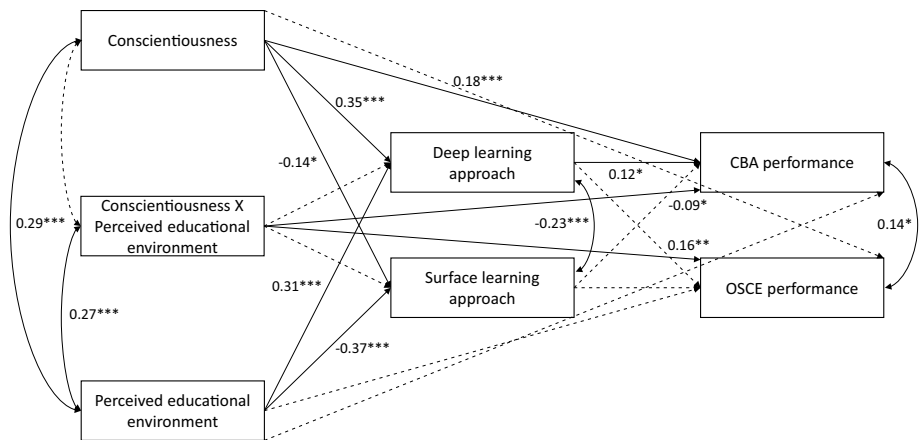 Conscientiousness
0.18***
0.35***
-0.14*
Deep learning
approach
CBA performance
0.12*
Conscientiousness X
Perceived educational
environment
-0.09*
0.29***
-0.23***
0.14*
0.16**
0.31***
Surface learning
approach
OSCE performance
0.27***
-0.37***
Perceived educational
environment